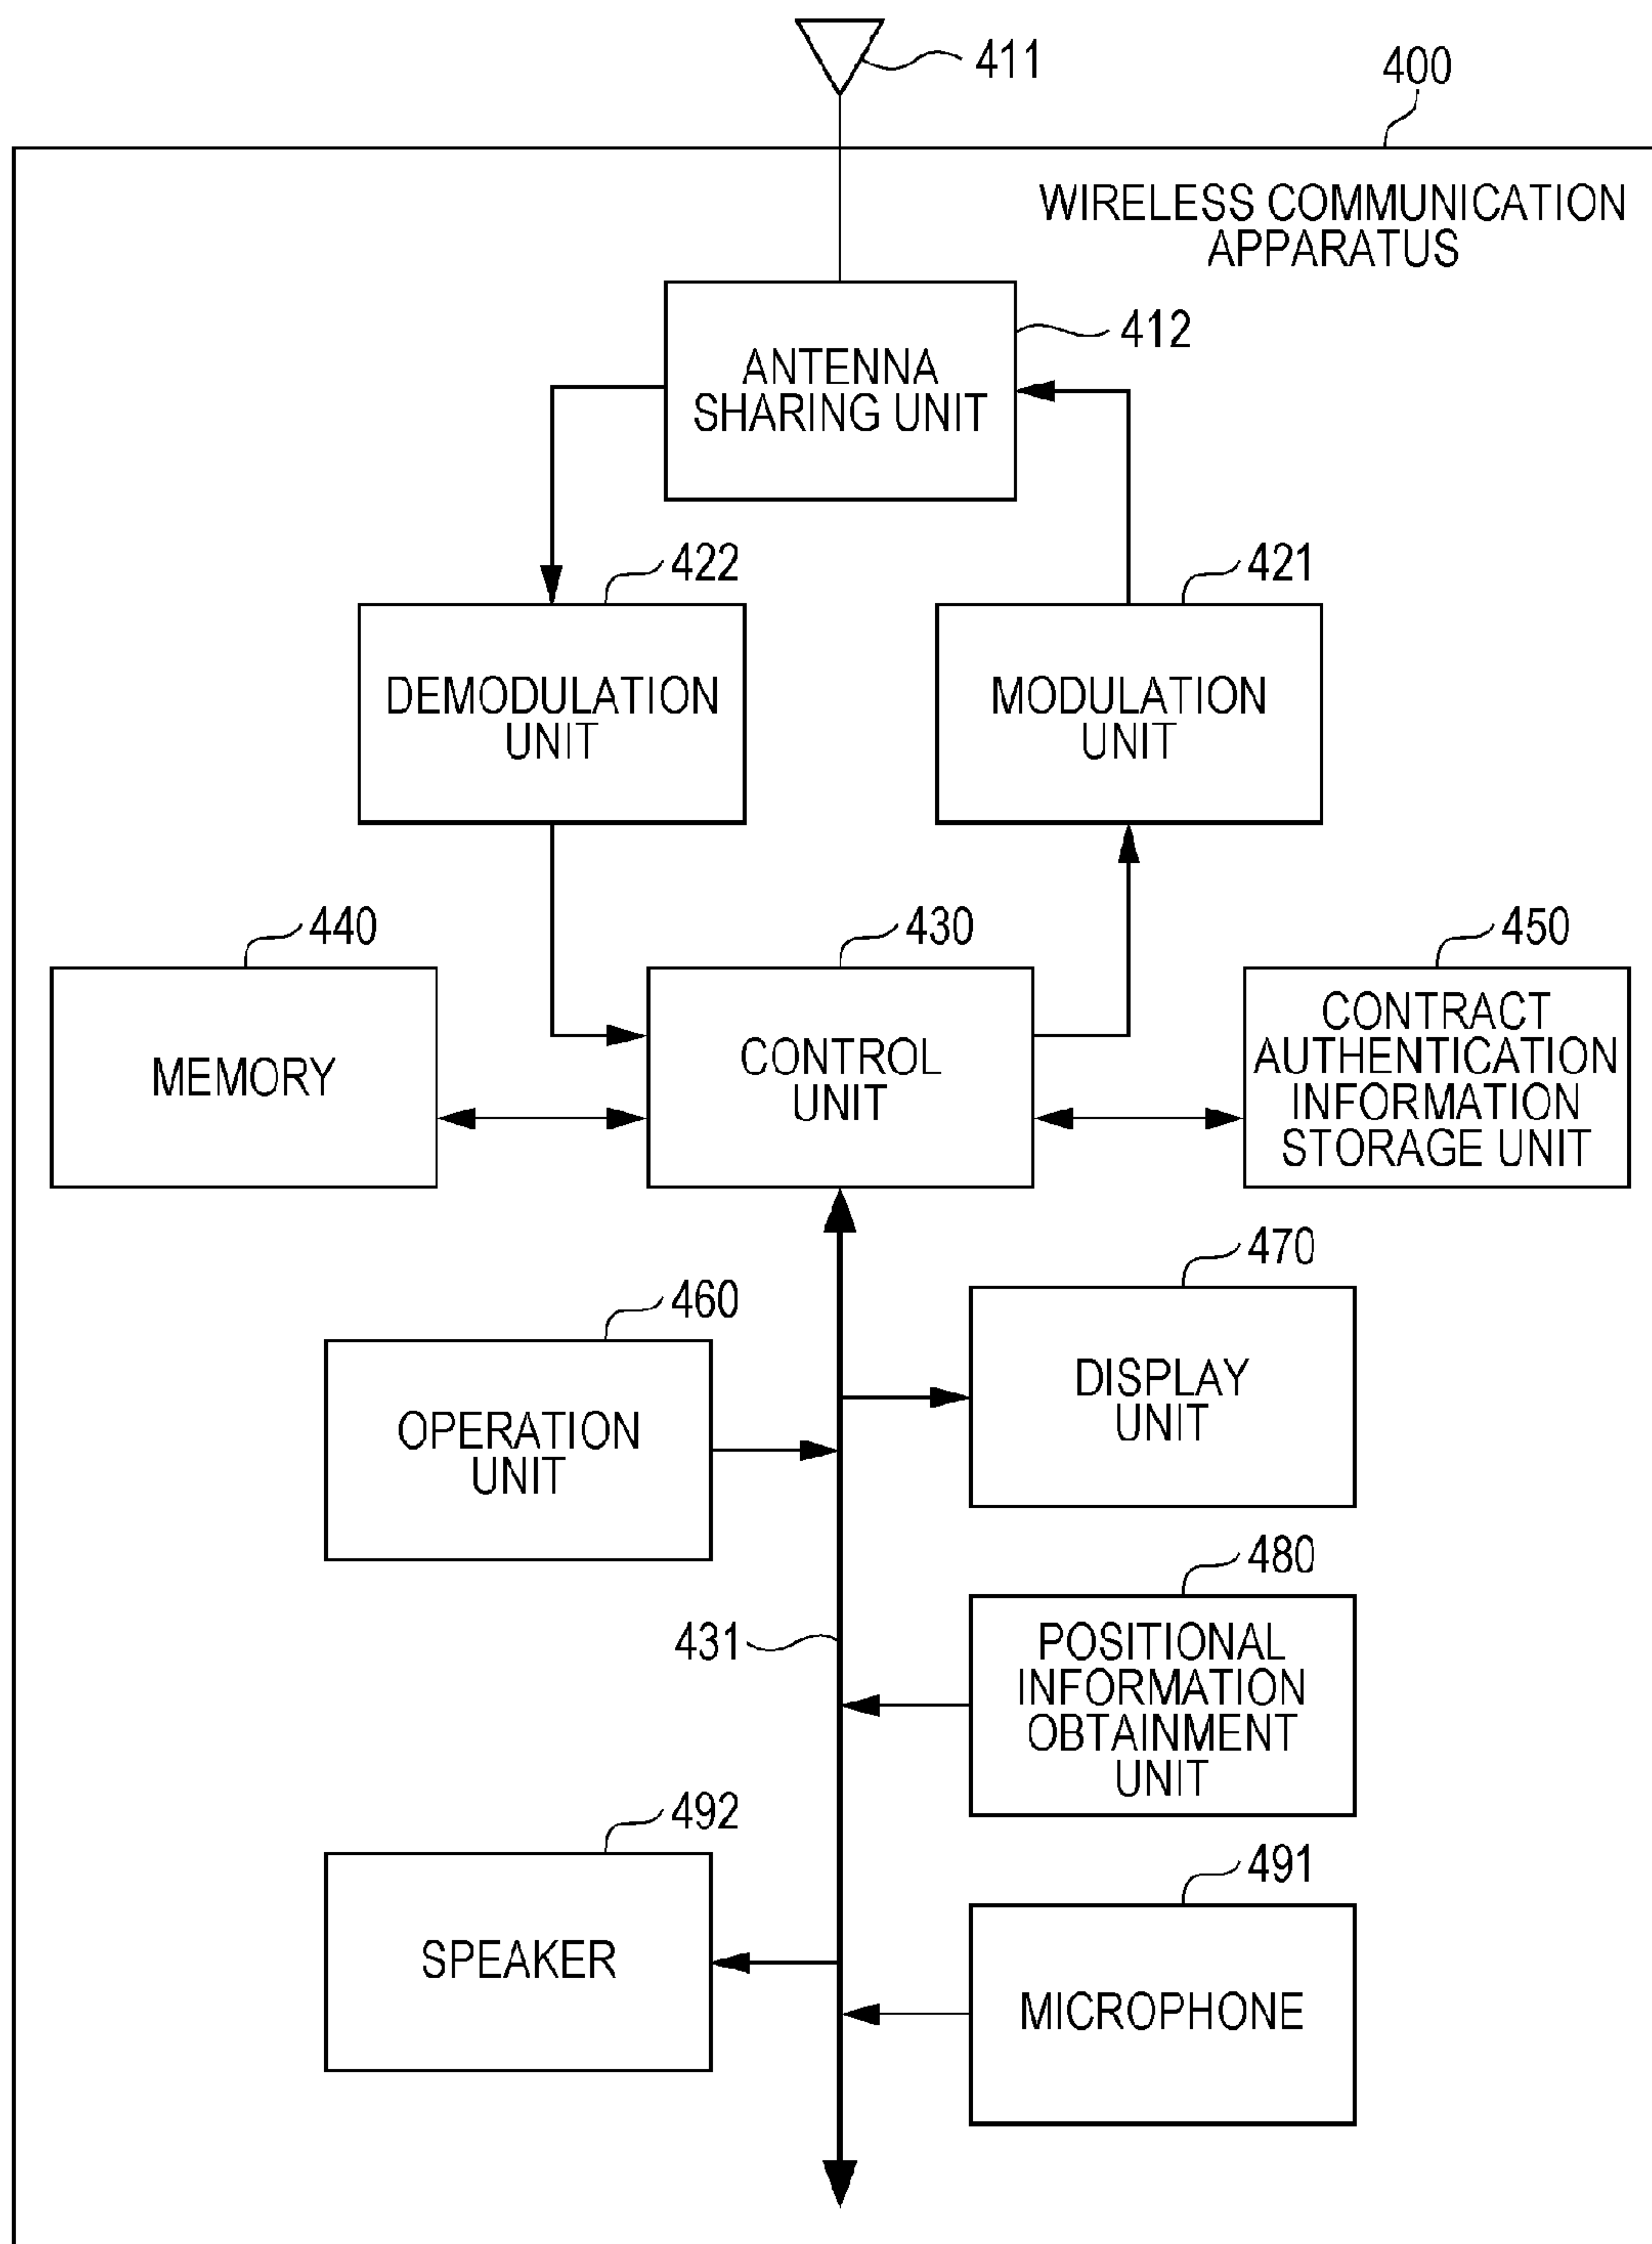 411
400
WIRELESS COMMUNICATION
APPARATUS
412
ANTENNA
SHARING UNIT
422
421
DEMODULATION
UNIT
MODULATION
UNIT
440
430
450
MEMORY
CONTROL
UNIT
CONTRACT
AUTHENTICATION
INFORMATION
STORAGE UNIT
470
460
DISPLAY
UNIT
OPERATION
UNIT
480
431
POSITIONAL
INFORMATION
OBTAINMENT
UNIT
492
491
SPEAKER
MICROPHONE